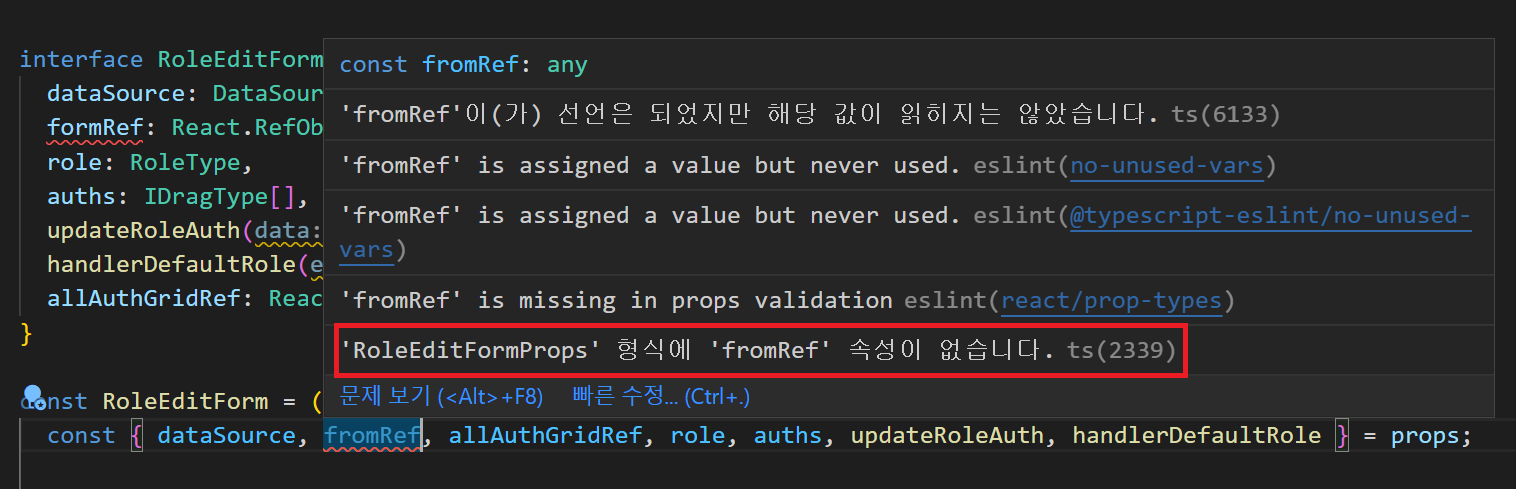 interface RoleEditForm
const fromRef: any
dataSource: DataSour
'fromRef'이(가) 선언은 되었지만 해당 값이 읽히지는 않았습니다. ts(6133)
formRef: React.RefOb
role: RoleType,
'fromRef' is assigned a value but never used. eslint(no-unused-vars)
auths: IDragType[],
'fromRef' is assigned a value but never used. eslint(@typescript-eslint/no-unused-
updateRoleAuth(data:
vars)
handlerDefaultRole(e
allAuthGridRef: Reac
'fromRef' is missing in props validation eslint(react/prop-types)
}
'RoleEditFormProps' 형식에 'fromRef' 속성이 없습니다. ts(2339)
문제 보기 (<Alt>+F8) 빠른 수정... (Ctrl+.)
const RoleEditForm = (
const { dataSource, fromRef, allAuthGridRef, role, auths, updateRoleAuth, handlerDefaultRole } = props;